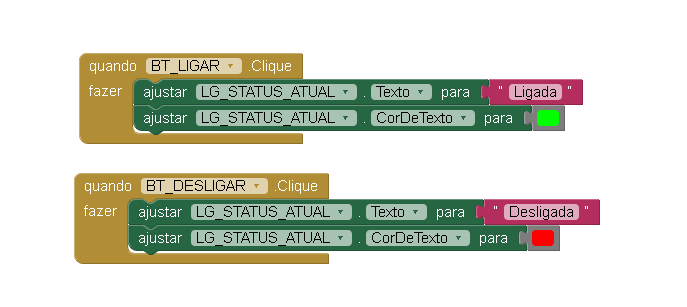 quando BT_LIGAR .Clique
fazer ajustar LG_STATUS_ATUAL . Texto para " Ligada "
ajustar LG_STATUS_ATUAL . CorDeTexto para
quando BT_DESLIGAR .Clique
fazer ajustar LG_STATUS_ATUAL . Texto para " Desligada "
ajustar LG_STATUS_ATUAL . CorDeTexto para